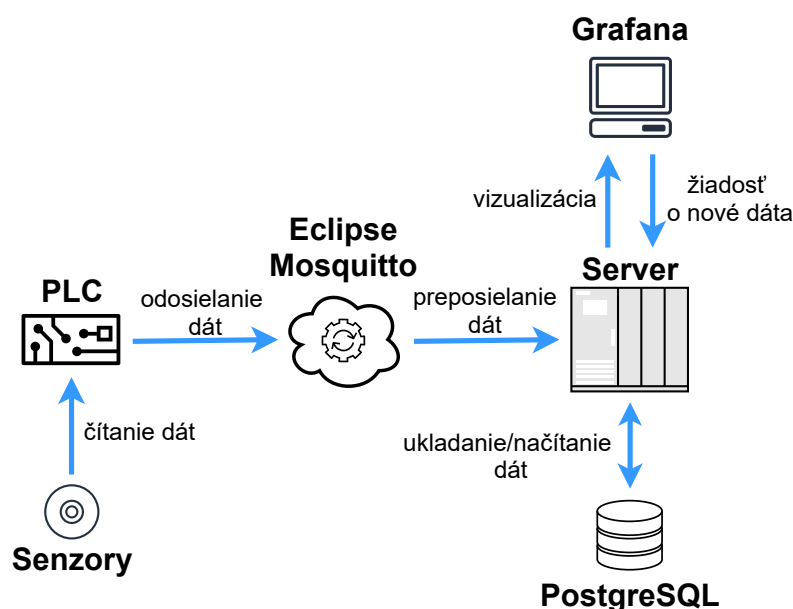 Grafana
vizualizácia
žiadosť
o nové dáta
Eclipse
Mosquitto
Server
PLC
odosielanie
dát
preposielanie
dát
čítanie dát
ukladanie/načítanie
dát
Senzory
PostgreSQL